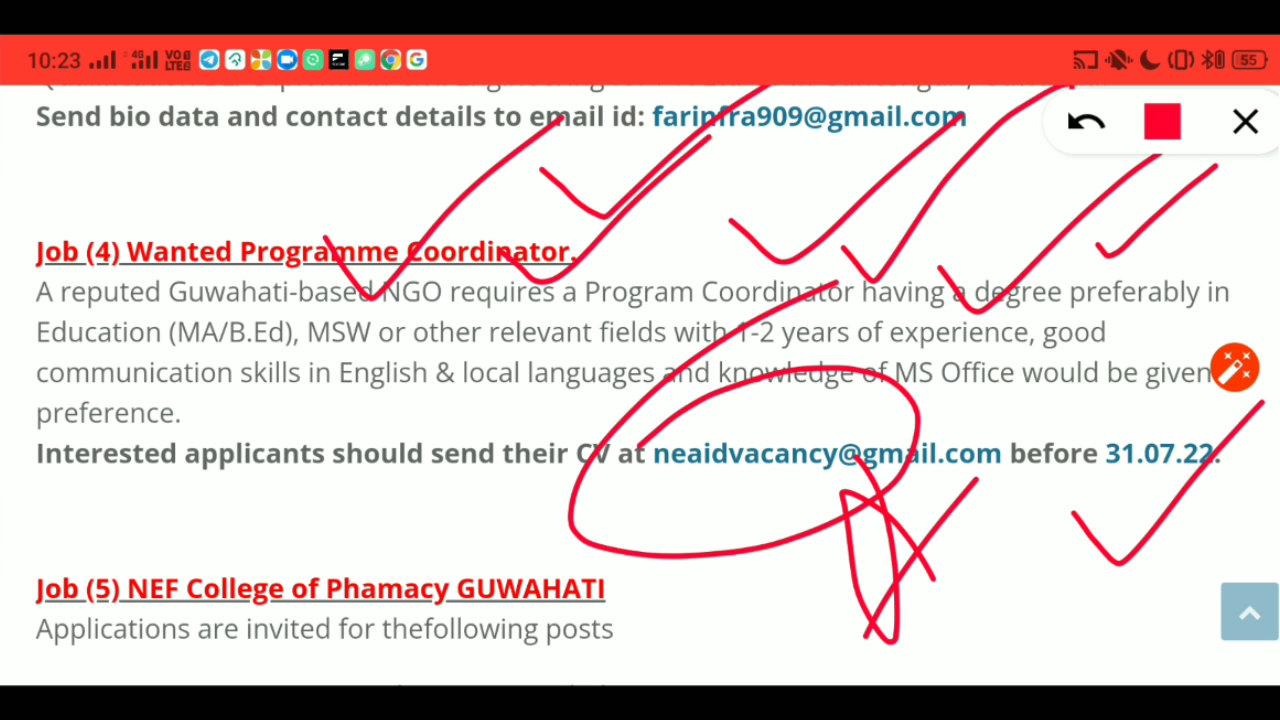 10:23 4G VO LTE 55
Send bio data and contact details to email id: farinfra909@gmail.com
Job (4) Wanted Programme Coordinator.
A reputed Guwahati-based NGO requires a Program Coordinator having a degree preferably in
Education (MA/B.Ed), MSW or other relevant fields with 1-2 years of experience, good
communication skills in English & local languages and knowledge of MS Office would be given
preference.
Interested applicants should send their CV at neaidvacancy@gmail.com before 31.07.22.
Job (5) NEF College of Phamacy GUWAHATI
Applications are invited for thefollowing posts